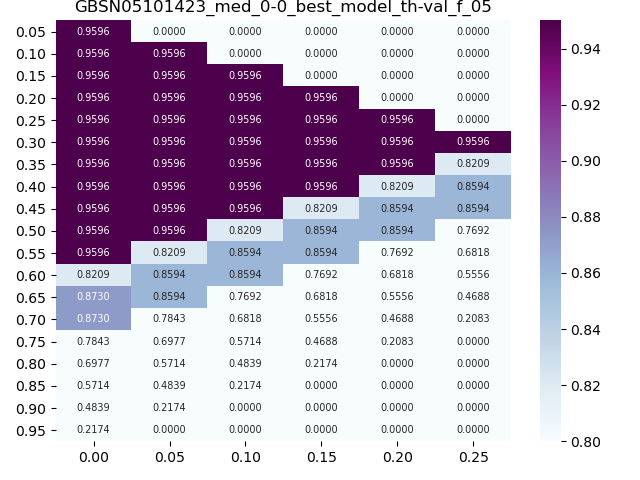 GBSN05101423_med_0-0_best_model_th-val_f_05
0.05 0.9596 0.0000 0.0000 0.0000 0.0000 0.0000
0.10 0.9596 0.9596 0.0000 0.0000 0.0000 0.0000
0.15 0.9596 0.9596 0.9596 0.0000 0.0000 0.0000
0.20 0.9596 0.9596 0.9596 0.9596 0.0000 0.0000
0.25 0.9596 0.9596 0.9596 0.9596 0.9596 0.0000
0.30 0.9596 0.9596 0.9596 0.9596 0.9596 0.9596
0.35 0.9596 0.9596 0.9596 0.9596 0.9596 0.8209
0.40 0.9596 0.9596 0.9596 0.9596 0.8209 0.8594
0.45 0.9596 0.9596 0.9596 0.8209 0.8594 0.8594
0.50 0.9596 0.9596 0.8209 0.8594 0.8594 0.7692
0.55 0.9596 0.8209 0.8594 0.8594 0.7692 0.6818
0.60 0.8209 0.8594 0.8594 0.7692 0.6818 0.5556
0.65 0.8730 0.8594 0.7692 0.6818 0.5556 0.4688
0.70 0.8730 0.7843 0.6818 0.5556 0.4688 0.2083
0.75 0.7843 0.6977 0.5714 0.4688 0.2083 0.0000
0.80 0.6977 0.5714 0.4839 0.2174 0.0000 0.0000
0.85 0.5714 0.4839 0.2174 0.0000 0.0000 0.0000
0.90 0.4839 0.2174 0.0000 0.0000 0.0000 0.0000
0.95 0.2174 0.0000 0.0000 0.0000 0.0000 0.0000
0.00 0.05 0.10 0.15 0.20 0.25
0.94
0.92
0.90
0.88
0.86
0.84
0.82
0.80